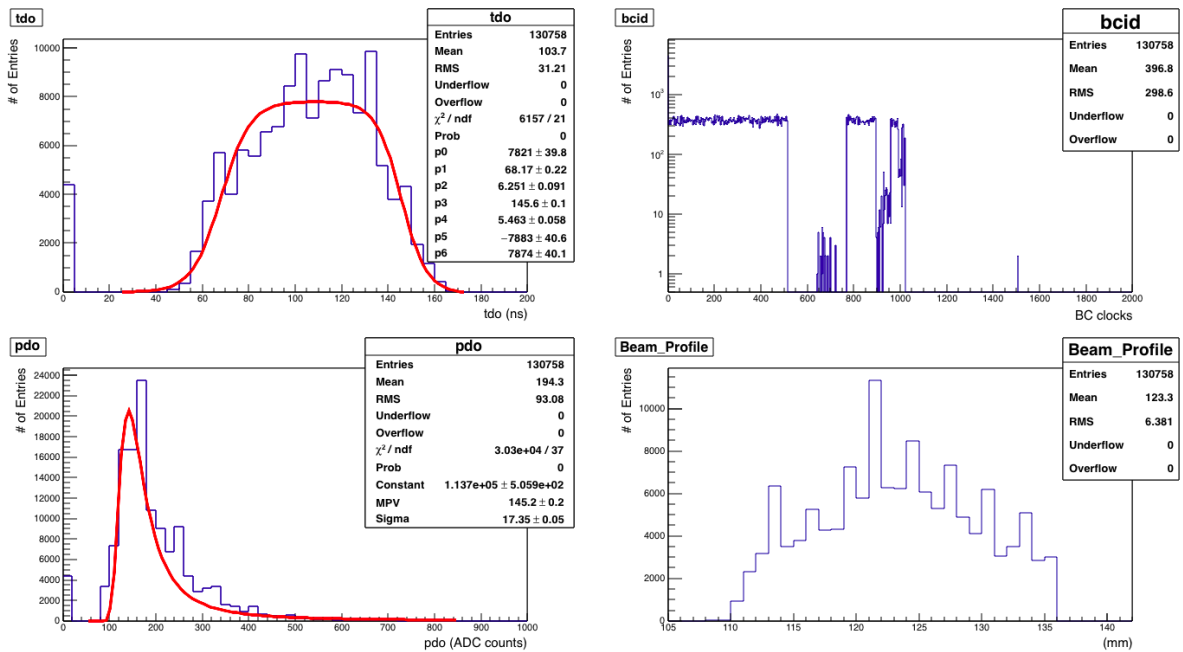 tdo
tdo
Entries 130758
Mean 103.7
RMS 31.21
Underflow 0
Overflow 0
χ² / ndf 6157 / 21
Prob 0
p0 7821 ± 39.8
p1 68.17 ± 0.22
p2 6.251 ± 0.091
p3 145.6 ± 0.1
p4 5.463 ± 0.058
p5 −7883 ± 40.6
p6 7874 ± 40.1
# of Entries
10000
8000
6000
4000
2000
0
0 20 40 60 80 100 120 140 160 180 200
tdo (ns)
bcid
bcid
Entries 130758
Mean 396.8
RMS 298.6
Underflow 0
Overflow 0
# of Entries
10³
10²
10
1
0 200 400 600 800 1000 1200 1400 1600 1800 2000
BC clocks
pdo
pdo
Entries 130758
Mean 194.3
RMS 93.08
Underflow 0
Overflow 0
χ² / ndf 3.03e+04 / 37
Prob 0
Constant 1.137e+05 ± 5.059e+02
MPV 145.2 ± 0.2
Sigma 17.35 ± 0.05
# of Entries
24000
22000
20000
18000
16000
14000
12000
10000
8000
6000
4000
2000
0
0 100 200 300 400 500 600 700 800 900 1000
pdo (ADC counts)
Beam_Profile
Beam_Profile
Entries 130758
Mean 123.3
RMS 6.381
Underflow 0
Overflow 0
# of Entries
10000
8000
6000
4000
2000
0
105 110 115 120 125 130 135 140
(mm)